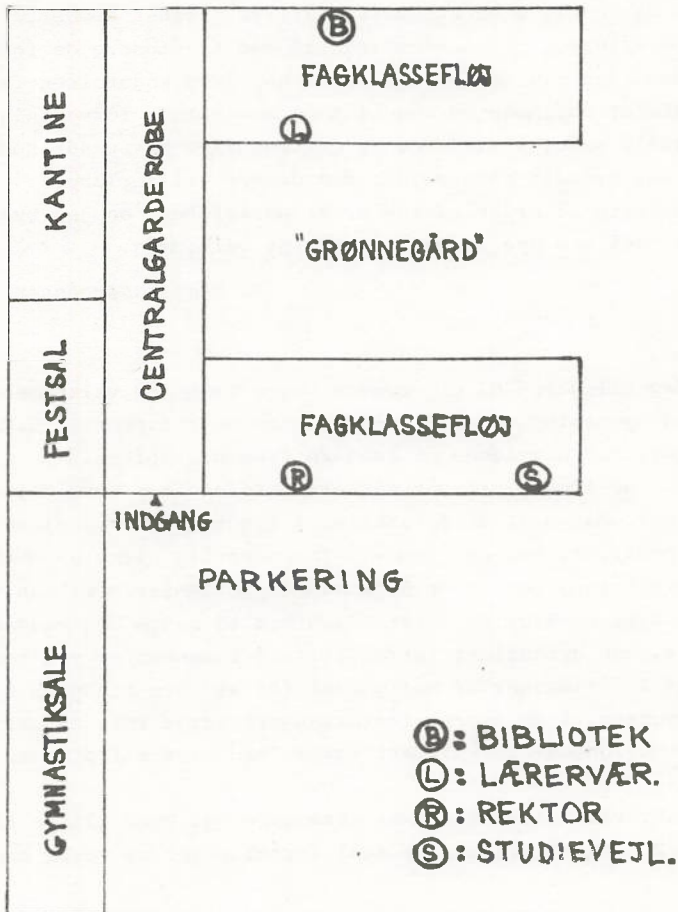 KANTINE
FESTSAL
GYMNASTIKSALE
CENTRALGARDEROBE
B
FAGKLASSEFLØJ
L
"GRØNNEGÅRD"
FAGKLASSEFLØJ
R
S
INDGANG
PARKERING
B: BIBLIOTEK
L: LÆRERVÆR.
R: REKTOR
S: STUDIEVEJL.